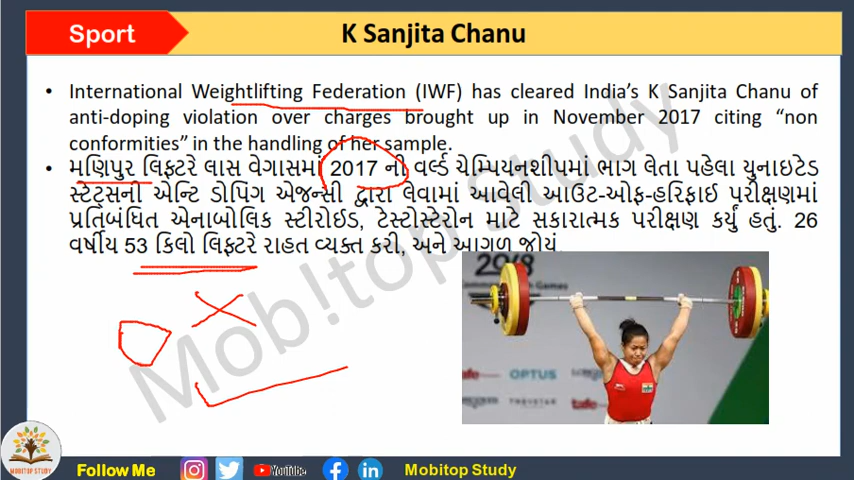 Sport
K Sanjita Chanu
• International Weightlifting Federation (IWF) has cleared India's K Sanjita Chanu of
anti-doping violation over charges brought up in November 2017 citing "non
conformities" in the handling of her sample.
• મણિપુર લિફ્ટરે લાસ વેગાસમાં 2017 ની વર્લ્ડ ચેમ્પિયનશીપમાં ભાગ લેતા પહેલા યુનાઇટેડ
સ્ટેટ્સની એન્ટિ ડોપિંગ એજન્સી દ્વારા લેવામાં આવેલી આઉટ-ઓફ-હરિફાઈ પરીક્ષણમાં
પ્રતિબંધિત એનાબોલિક સ્ટીરોઈડ, ટેસ્ટોસ્ટેરોન માટે સકારાત્મક પરીક્ષણ કર્યું હતું. 26
વર્ષીય 53 કિલો લિફ્ટરે રાહત વ્યક્ત કરી, અને આગળ જોયું.
Mob!top Study
2018
OPTUS
MOBITOP STUDY
Follow Me
YouTube
Mobitop Study